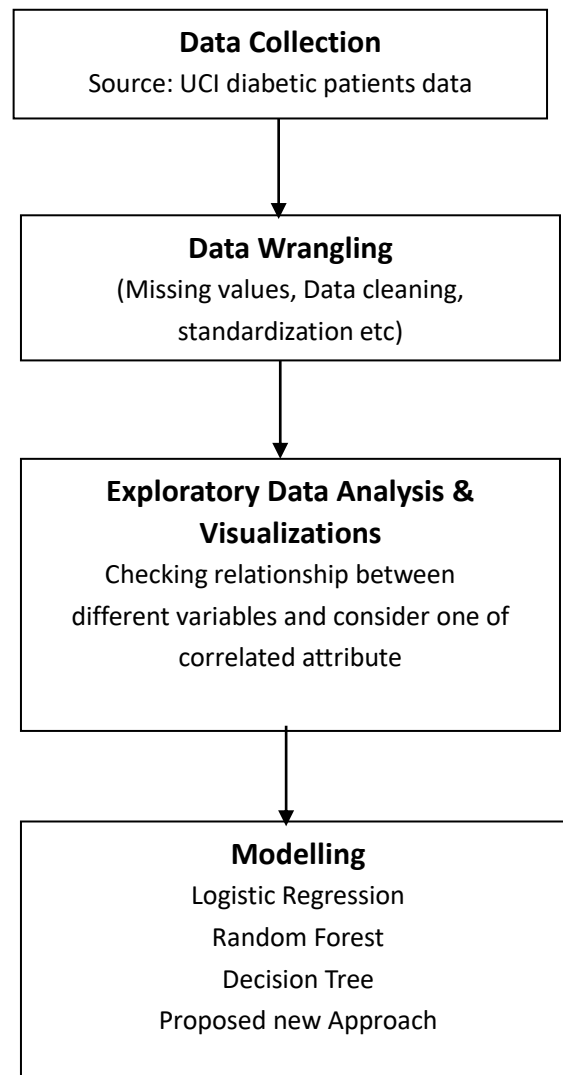 Data Collection
Source: UCI diabetic patients data
Data Wrangling
(Missing values, Data cleaning,
standardization etc)
Exploratory Data Analysis &
Visualizations
Checking relationship between
different variables and consider one of
correlated attribute
Modelling
Logistic Regression
Random Forest
Decision Tree
Proposed new Approach